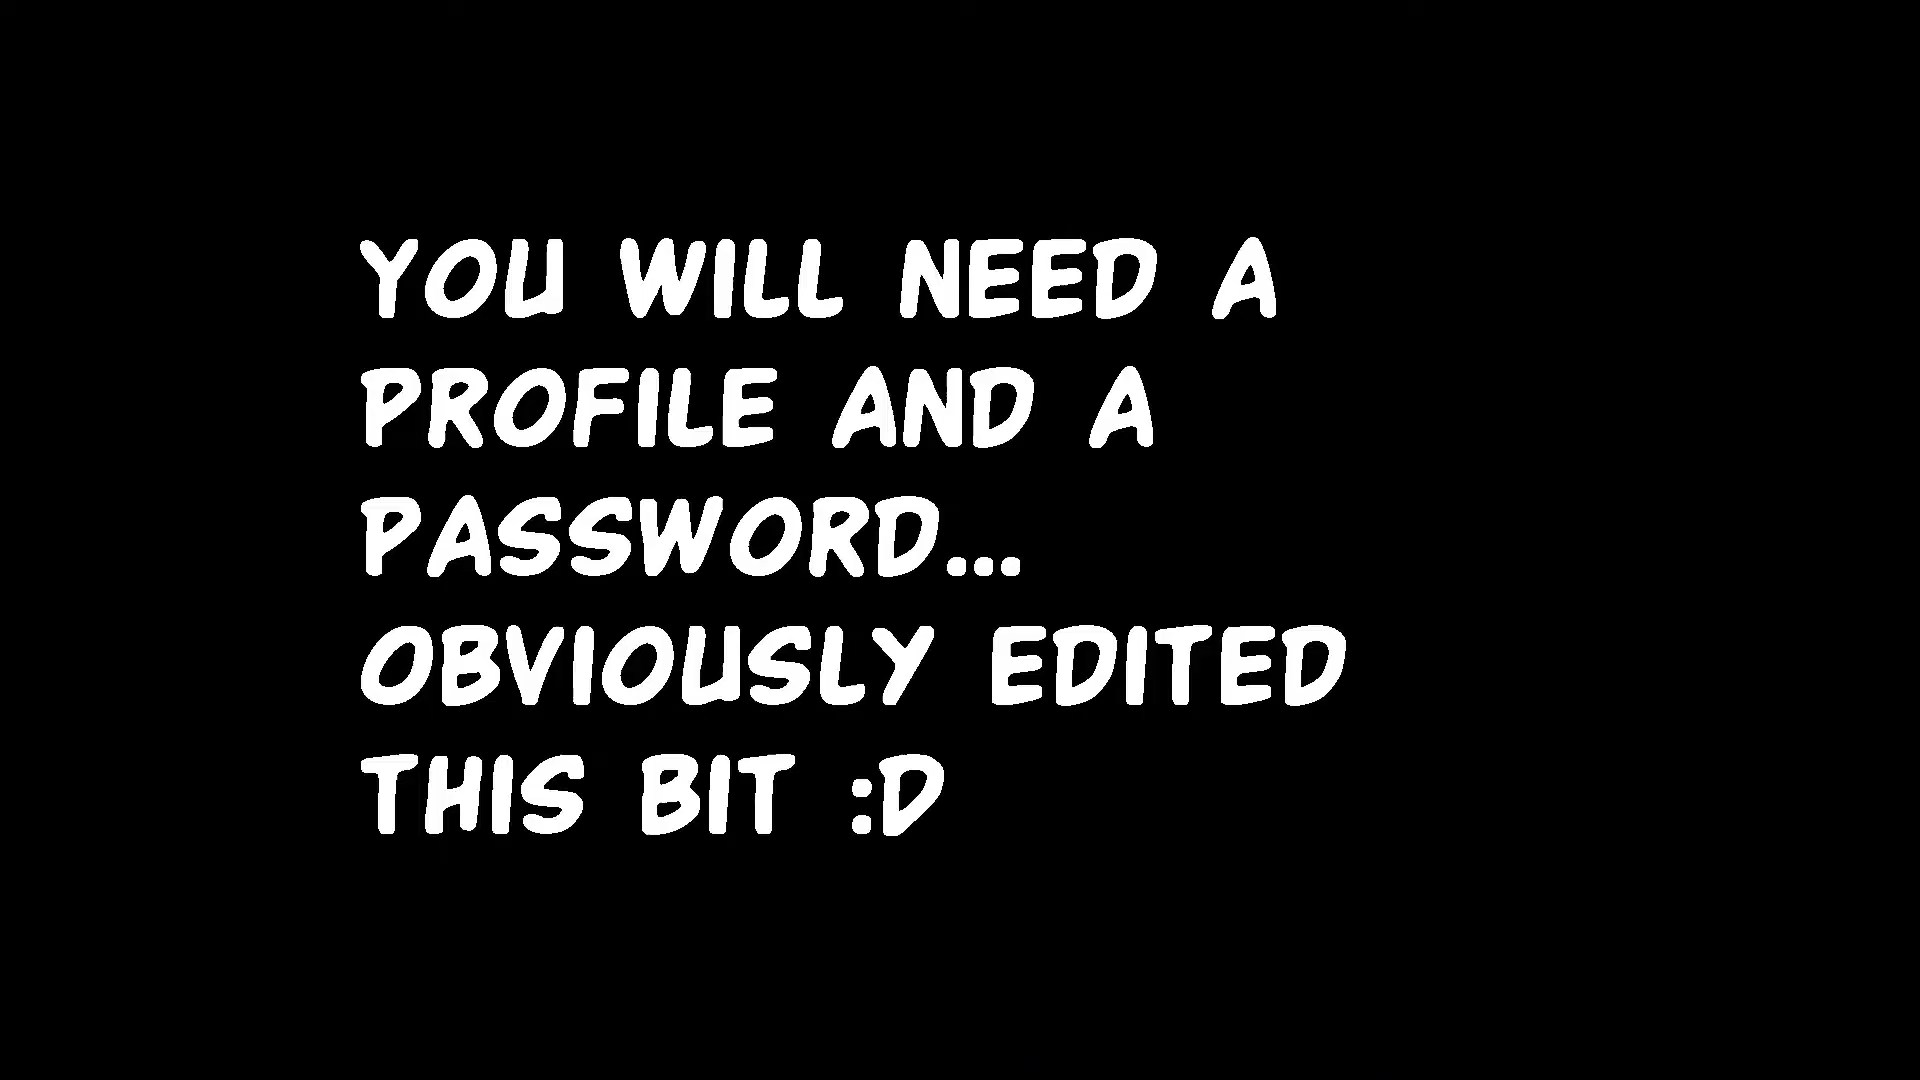 YOU WILL NEED A
PROFILE AND A
PASSWORD...
OBVIOUSLY EDITED
THIS BIT :D